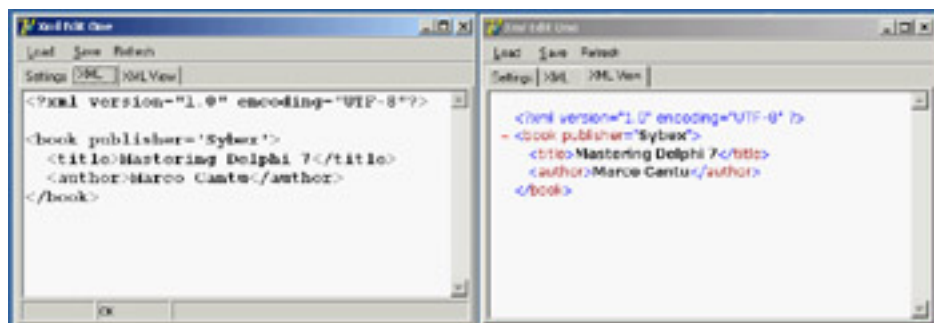 Xml Edit One
Load Save Refresh
Settings XML XML View
<?xml version="1.0" encoding="UTF-8"?>
<book publisher='Sybex'>
<title>Mastering Delphi 7</title>
<author>Marco Cantu</author>
</book>
OK
Xml Edit One
Load Save Refresh
Settings XML XML View
<?xml version="1.0" encoding="UTF-8" ?>
- <book publisher="Sybex">
<title>Mastering Delphi 7</title>
<author>Marco Cantu</author>
</book>